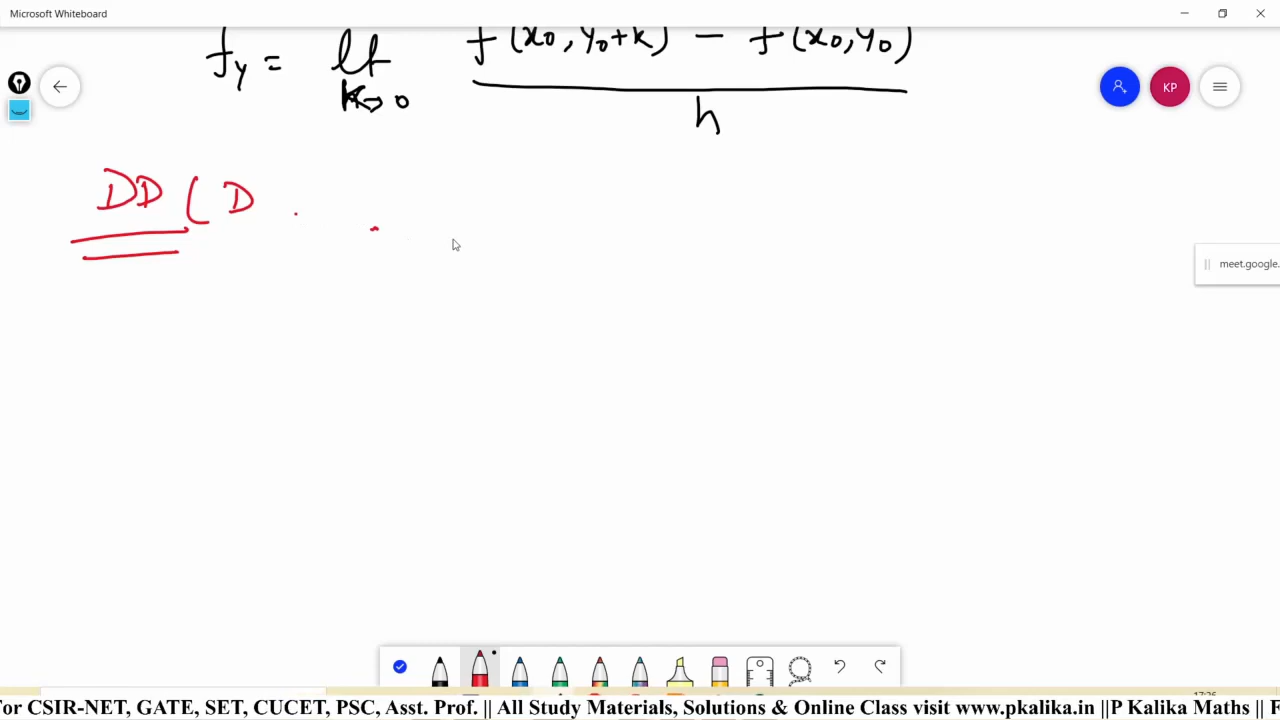 Microsoft Whiteboard
f(x₀, y₀+k) - f(x₀, y₀)
f_y = lt
k→0
h
KP
DD ( D
meet.google.
For CSIR-NET, GATE, SET, CUCET, PSC, Asst. Prof. || All Study Materials, Solutions & Online Class visit www.pkalika.in ||P Kalika Maths || F